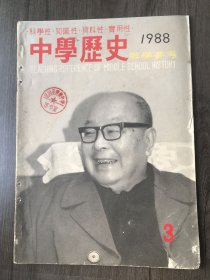 ·科學性·知識性·資料性·實用性·
1988
中學歷史
教學參考
TEACHING REFERENCE OF MIDDLE SCHOOL HISTORY
3